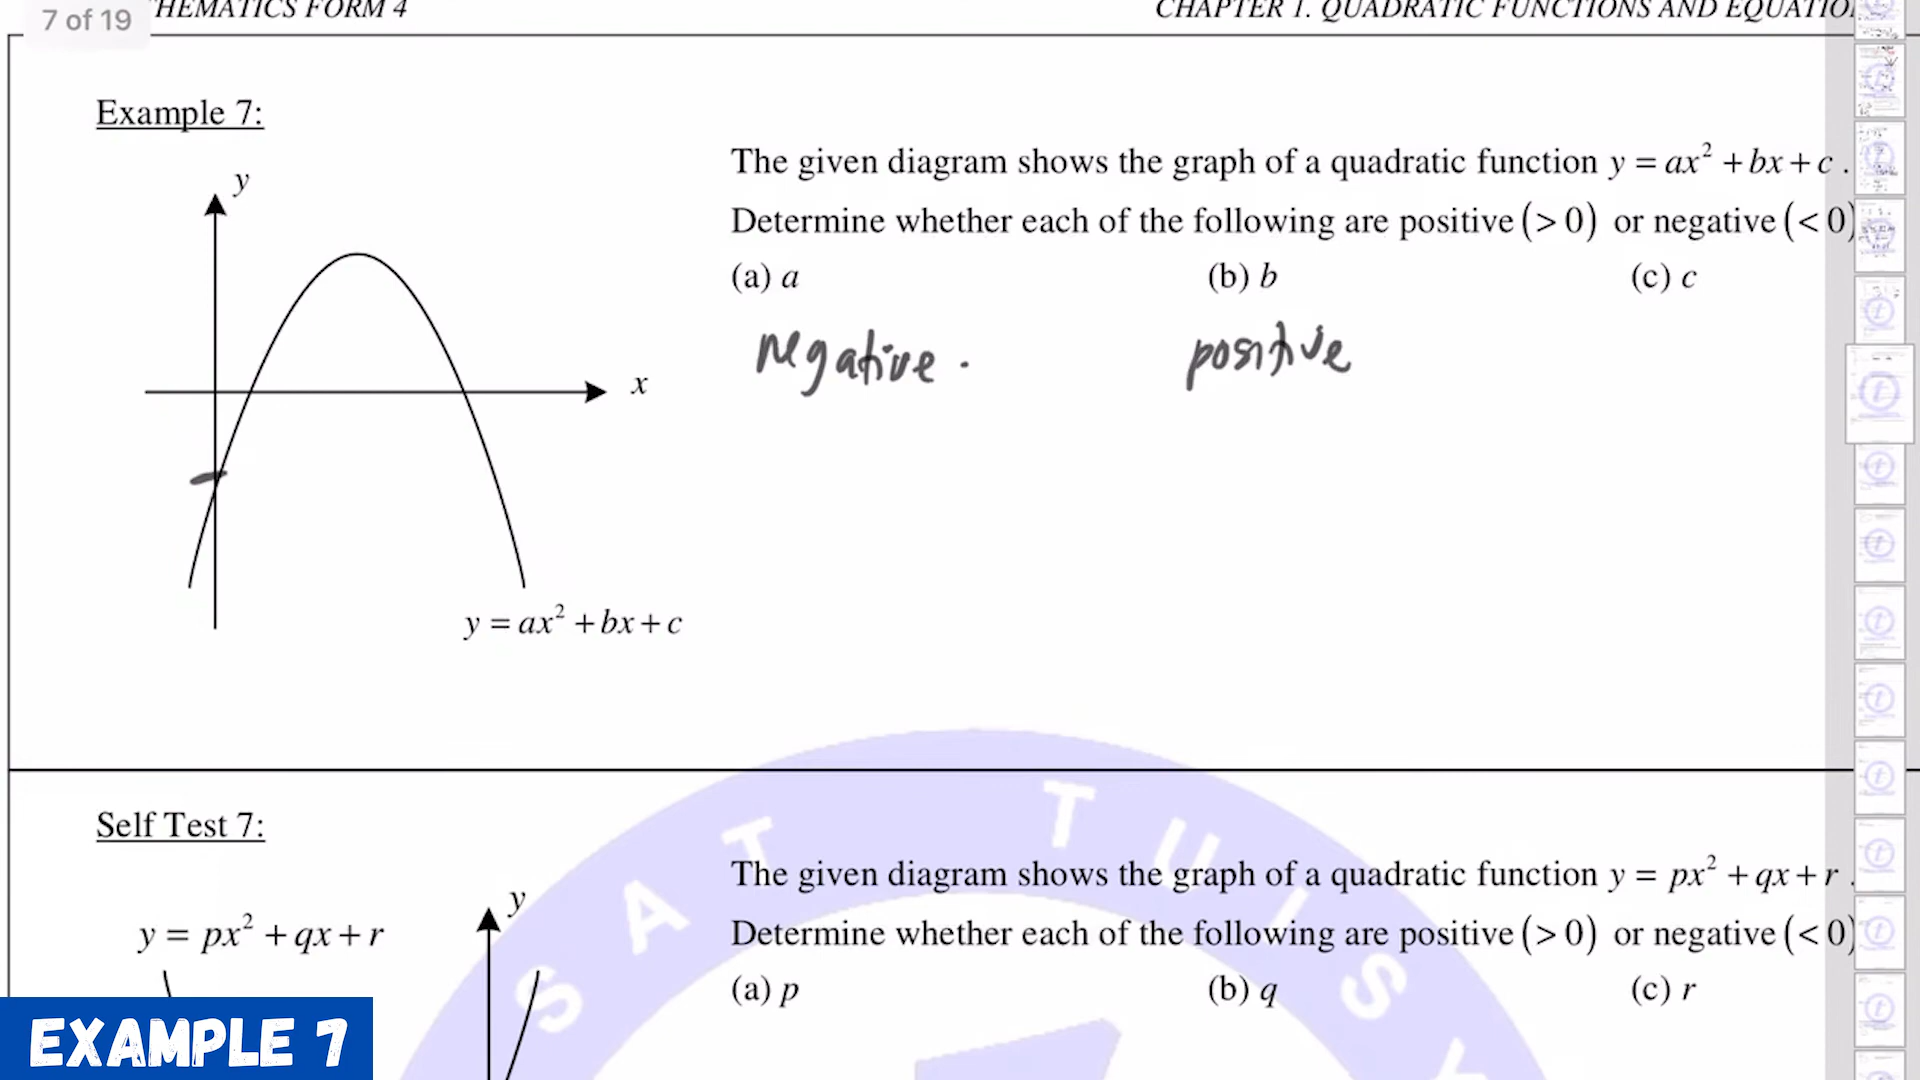 7 of 19
THEMATICS FORM 4
CHAPTER 1. QUADRATIC FUNCTIONS AND EQUATIO
Example 7:
y
x
y = ax² + bx + c
The given diagram shows the graph of a quadratic function y = ax² + bx + c .
Determine whether each of the following are positive (> 0) or negative (< 0)
(a) a (b) b (c) c
negative . positive
Self Test 7:
y = px² + qx + r
y
The given diagram shows the graph of a quadratic function y = px² + qx + r .
Determine whether each of the following are positive (> 0) or negative (< 0)
(a) p (b) q (c) r
SAT TUISY
EXAMPLE 7